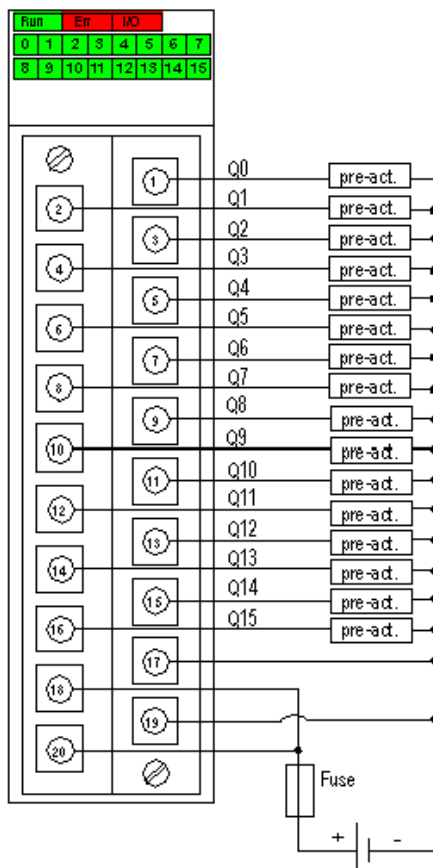 Run Err I/O
0 1 2 3 4 5 6 7
8 9 10 11 12 13 14 15
1 Q0 pre-act.
2 Q1 pre-act.
3 Q2 pre-act.
4 Q3 pre-act.
5 Q4 pre-act.
6 Q5 pre-act.
7 Q6 pre-act.
8 Q7 pre-act.
9 Q8 pre-act.
10 Q9 pre-act.
11 Q10 pre-act.
12 Q11 pre-act.
13 Q12 pre-act.
14 Q13 pre-act.
15 Q14 pre-act.
16 Q15 pre-act.
17
18
19
20
Fuse
+ -